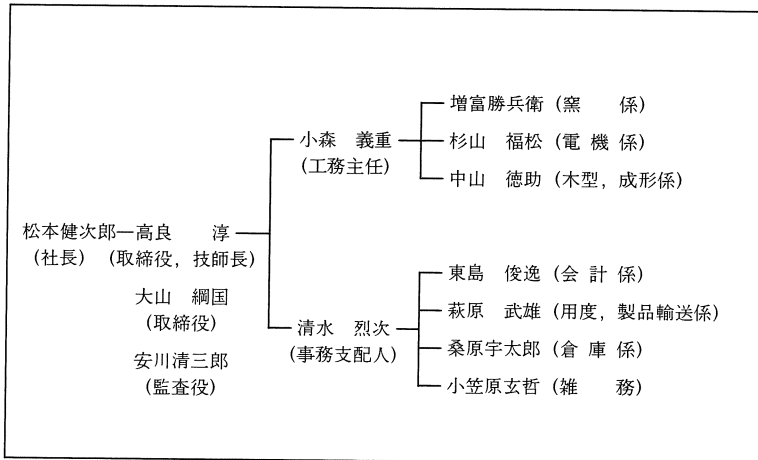 増富勝兵衛(窯　係)
小森　義重
杉山　福松(電機係)
(工務主任)
中山　徳助(木型，成形係)
松本健次郎―高良　淳
(社長)　(取締役，技師長)
東島　俊逸(会計係)
大山　綱国
(取締役)
萩原　武雄(用度，製品輸送係)
清水　烈次
(事務支配人)
桑原宇太郎(倉庫係)
安川清三郎
(監査役)
小笠原玄哲(雑　務)